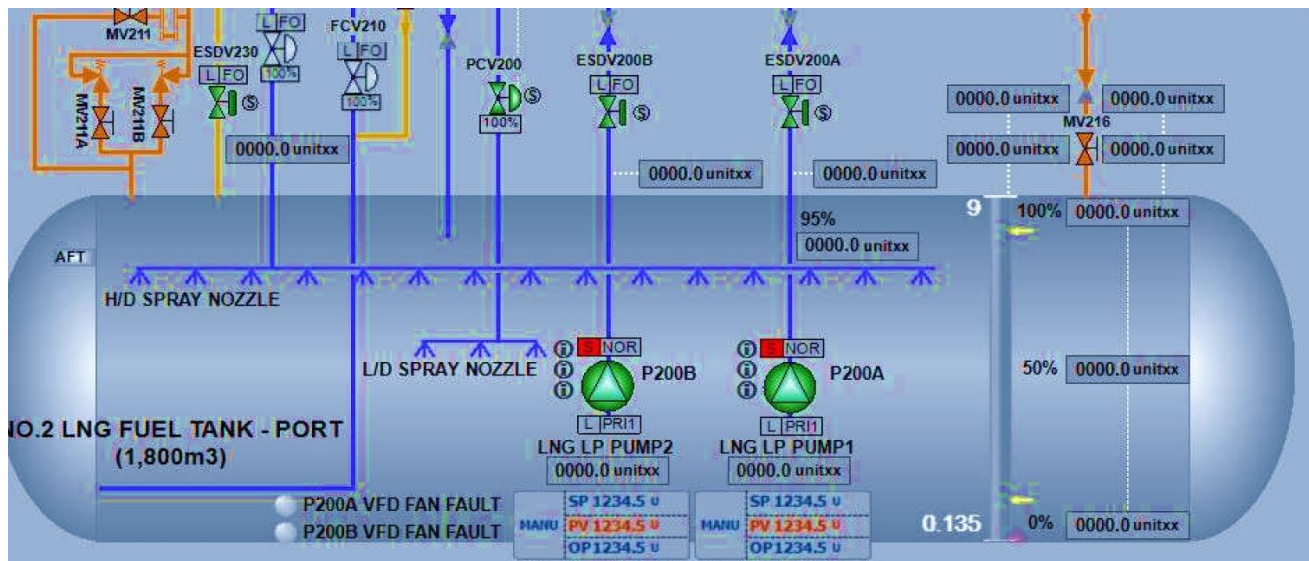 MV211
L FO
FCV210
L FO
100%
100%
ESDV230
L FO
S
MV211A
MV211B
PCV200
S
100%
ESDV200B
L FO
S
ESDV200A
L FO
S
0000.0 unitxx
0000.0 unitxx
0000.0 unitxx
0000.0 unitxx
0000.0 unitxx
MV216
0000.0 unitxx
0000.0 unitxx
9
100%
0000.0 unitxx
95%
0000.0 unitxx
AFT
H/D SPRAY NOZZLE
L/D SPRAY NOZZLE
i
i
i
S NOR
P200B
L PRI1
LNG LP PUMP2
0000.0 unitxx
i
i
i
S NOR
P200A
L PRI1
LNG LP PUMP1
0000.0 unitxx
50%
0000.0 unitxx
NO.2 LNG FUEL TANK - PORT
(1,800m3)
P200A VFD FAN FAULT
P200B VFD FAN FAULT
MANU
SP 1234.5 U
PV 1234.5 U
OP1234.5 U
MANU
SP 1234.5 U
PV 1234.5 U
OP1234.5 U
0.135
0%
0000.0 unitxx